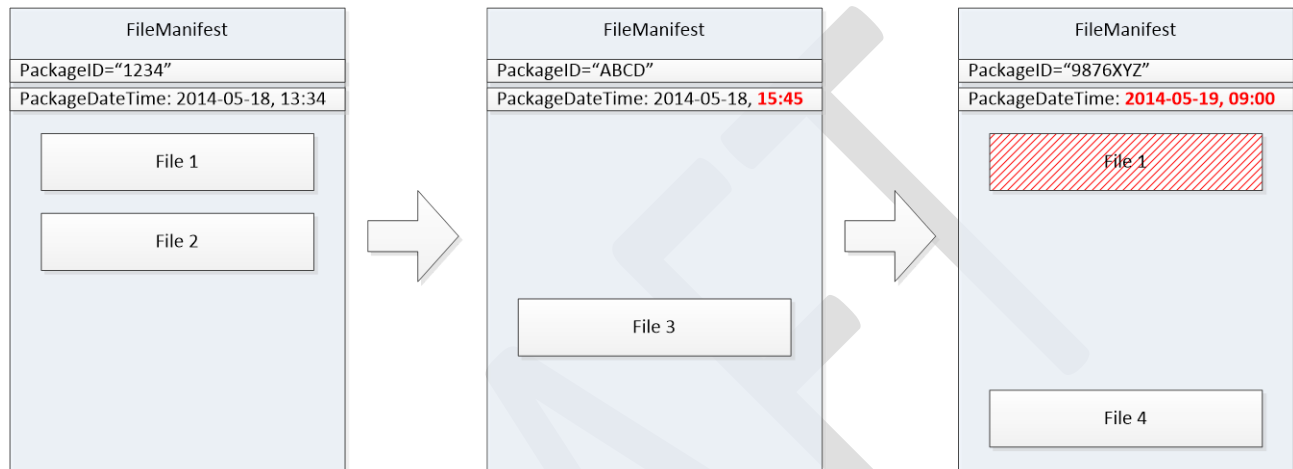 FileManifest
PackageID=“1234”
PackageDateTime: 2014-05-18, 13:34
File 1
File 2
FileManifest
PackageID=“ABCD”
PackageDateTime: 2014-05-18, 15:45
File 3
FileManifest
PackageID=“9876XYZ”
PackageDateTime: 2014-05-19, 09:00
File 1
File 4